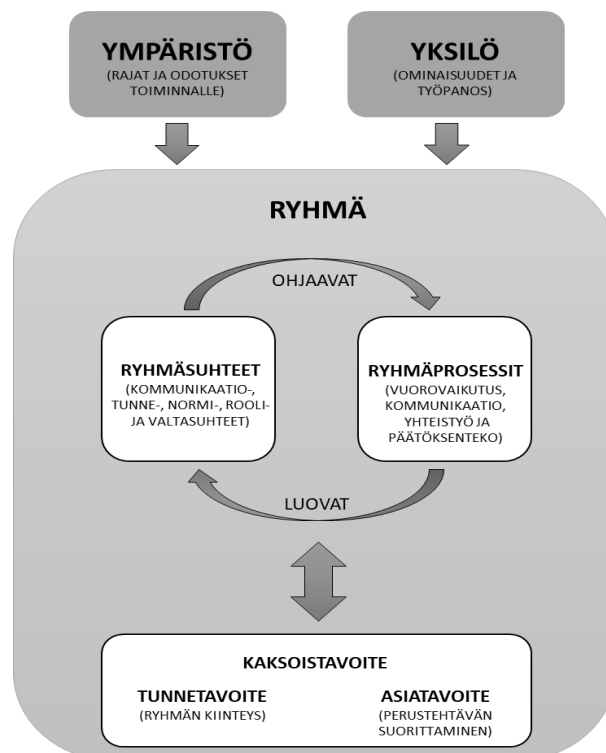 YMPÄRISTÖ
(RAJAT JA ODOTUKSET
TOIMINNALLE)
YKSILÖ
(OMINAISUUDET JA
TYÖPANOS)
RYHMÄ
OHJAAVAT
RYHMÄSUHTEET
(KOMMUNIKAATIO-,
TUNNE-, NORMI-, ROOLI-
JA VALTASUHTEET)
RYHMÄPROSESSIT
(VUOROVAIKUTUS,
KOMMUNIKAATIO,
YHTEISTYÖ JA
PÄÄTÖKSENTEKO)
LUOVAT
KAKSOISTAVOITE
TUNNETAVOITE
(RYHMÄN KIINTEYS)
ASIATAVOITE
(PERUSTEHTÄVÄN
SUORITTAMINEN)